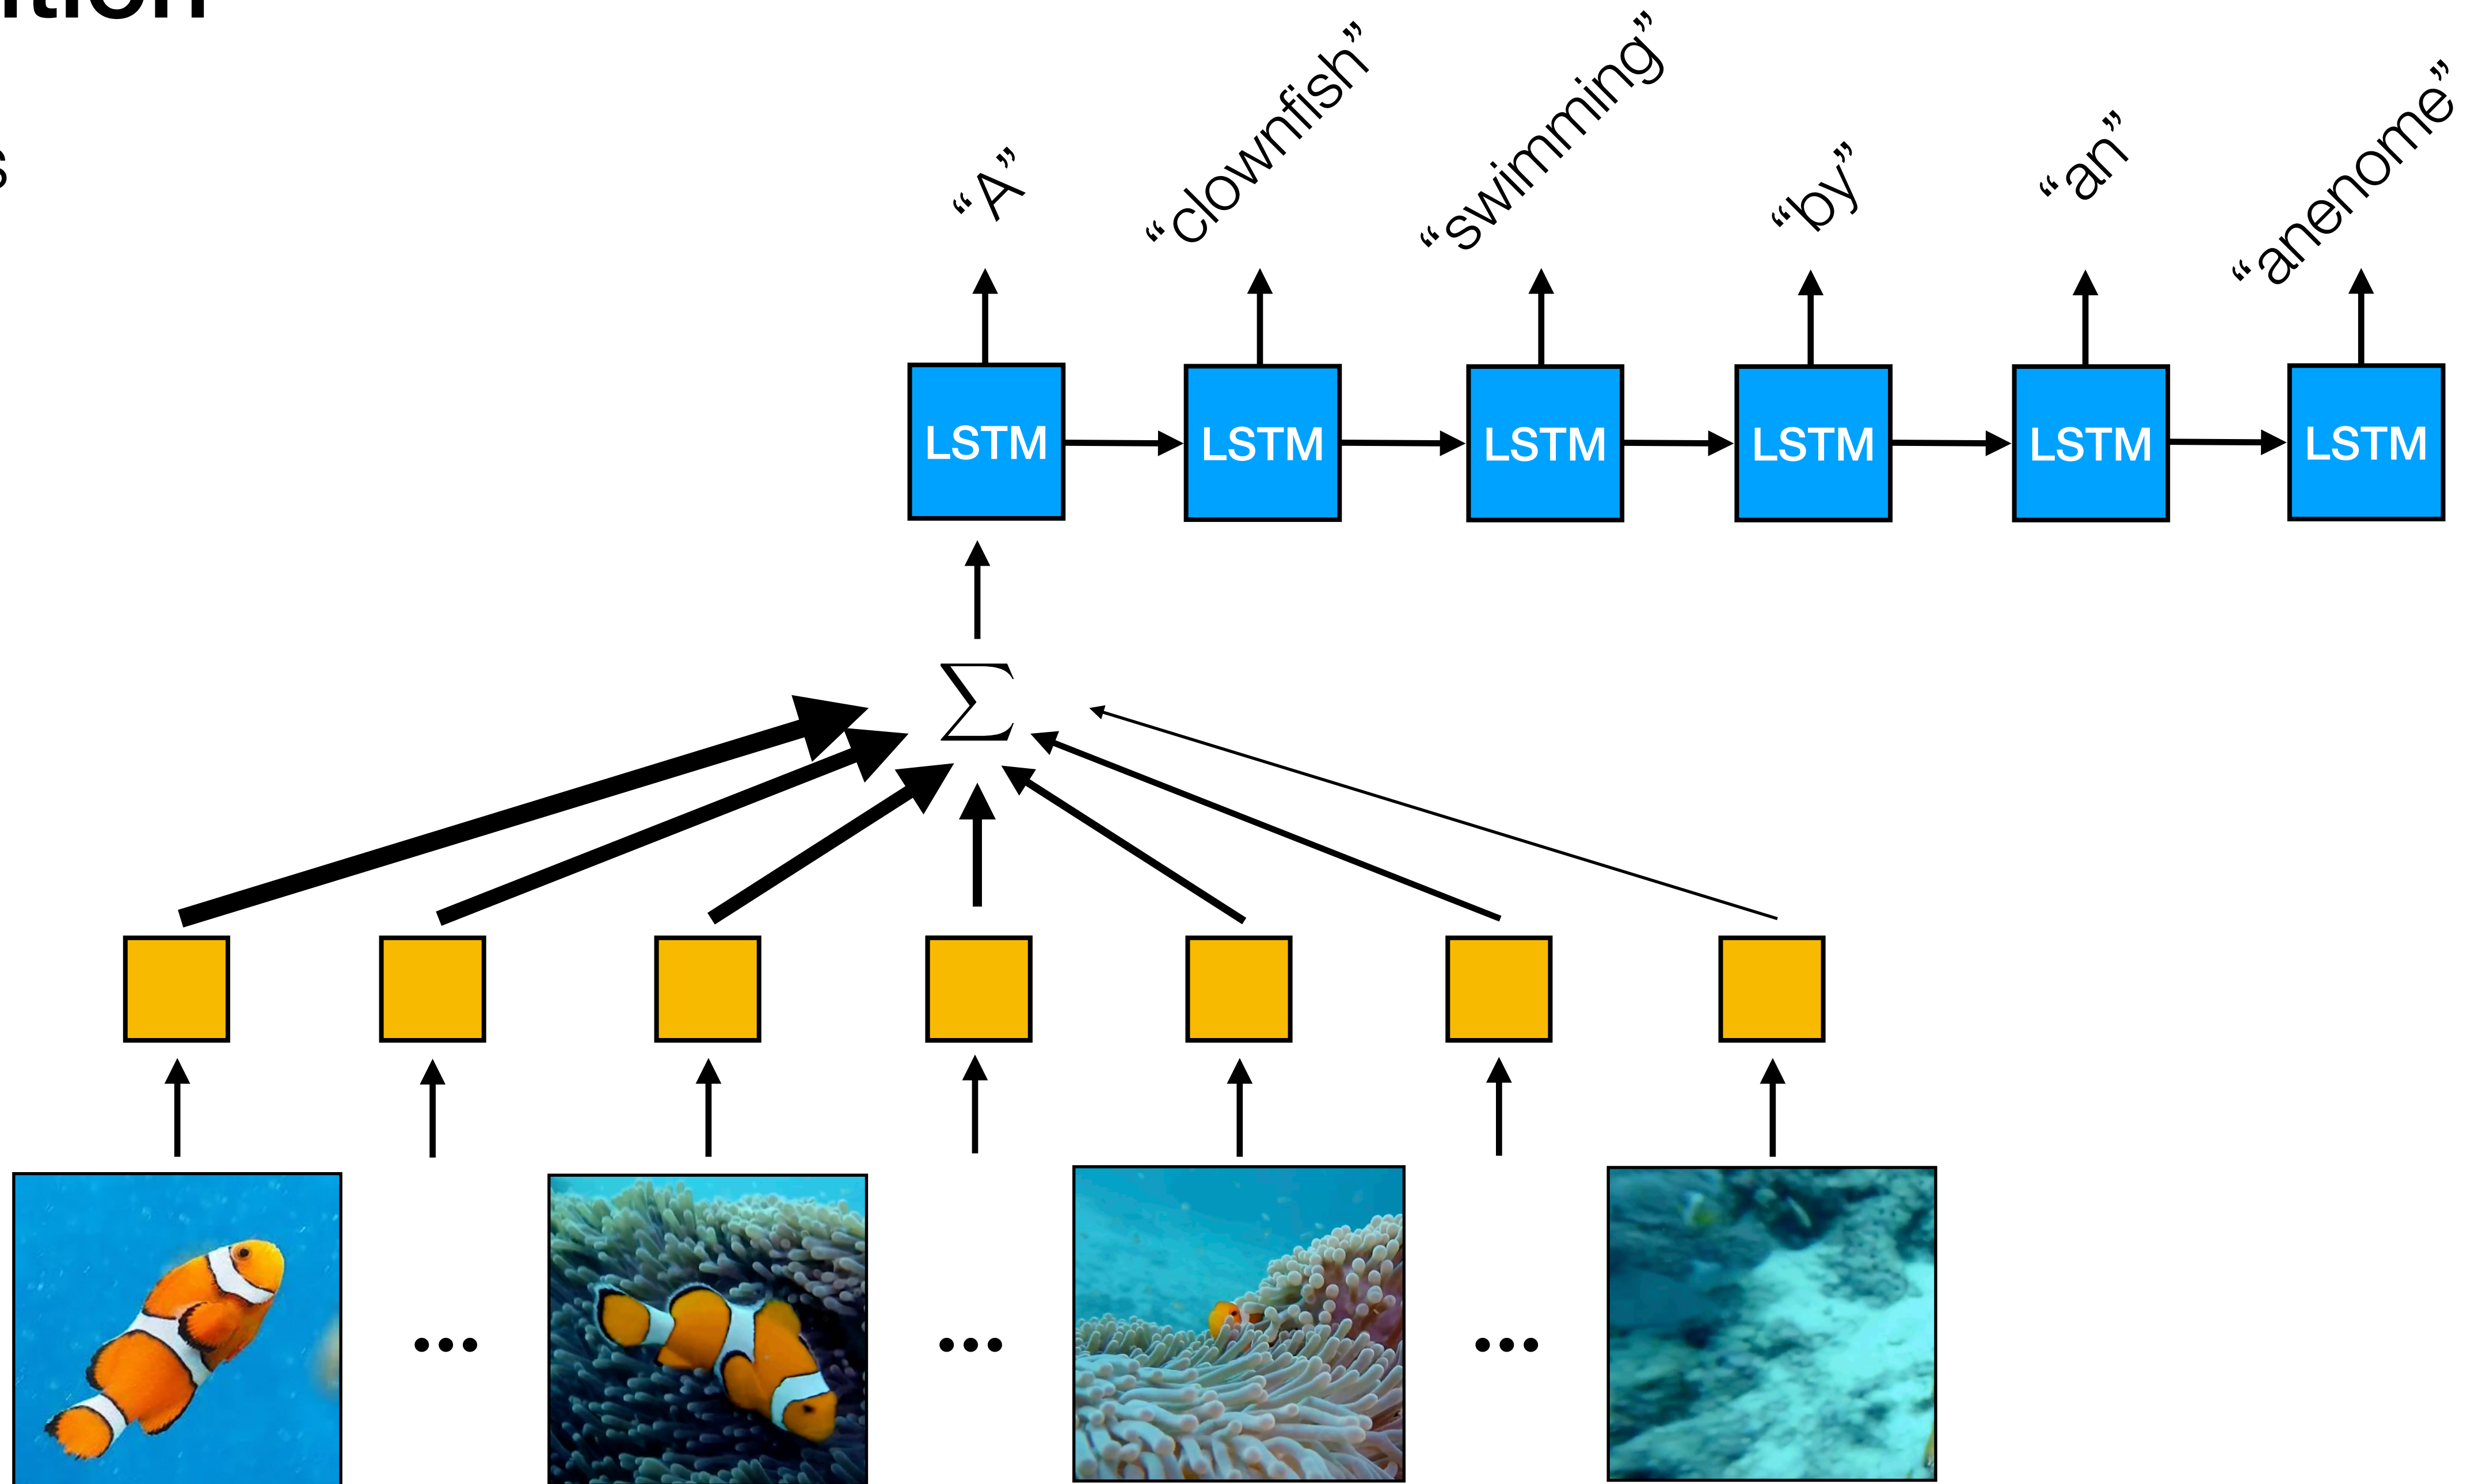 “A” “clownfish” “swimming” “by” “an” “anenome”
LSTM LSTM LSTM LSTM LSTM LSTM
∑